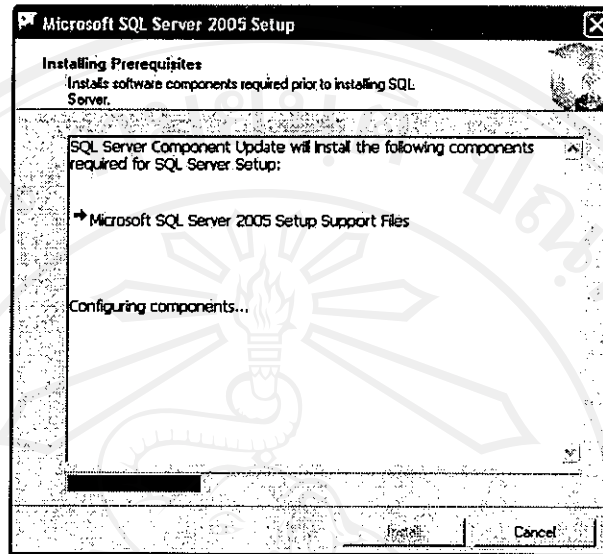 Microsoft SQL Server 2005 Setup
Installing Prerequisites
Installs software components required prior to installing SQL
Server.
SQL Server Component Update will install the following components
required for SQL Server Setup:
Microsoft SQL Server 2005 Setup Support Files
Configuring components...
Install
Cancel